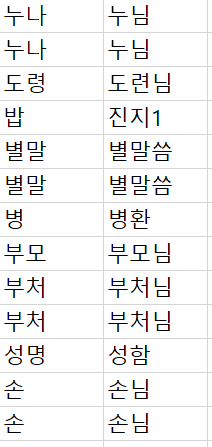 누나 누님
누나 누님
도령 도련님
밥 진지1
별말 별말씀
별말 별말씀
병 병환
부모 부모님
부처 부처님
부처 부처님
성명 성함
손 손님
손 손님